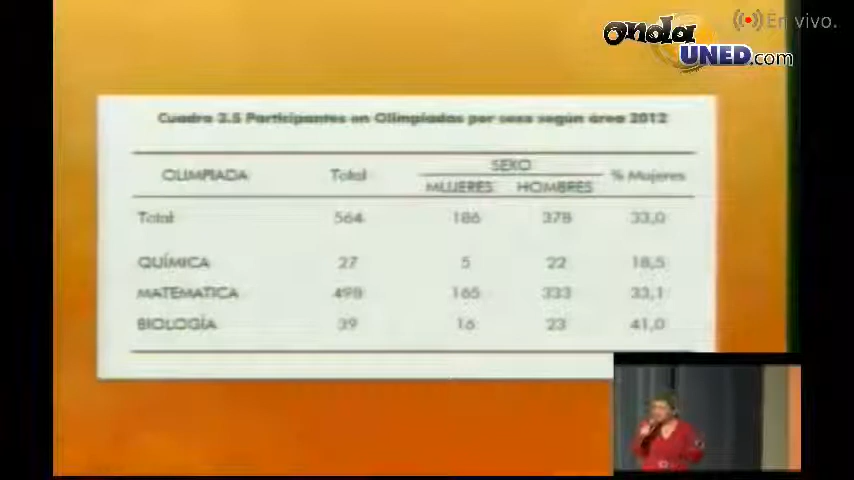 onda
UNED.com
En vivo.
Cuadro 3.5 Participantes en Olimpiadas por sexo según área 2012
OLIMPIADA Total SEXO % Mujeres
MUJERES HOMBRES
Total 564 186 378 33,0
QUÍMICA 27 5 22 18,5
MATEMATICA 498 165 333 33,1
BIOLOGÍA 39 16 23 41,0